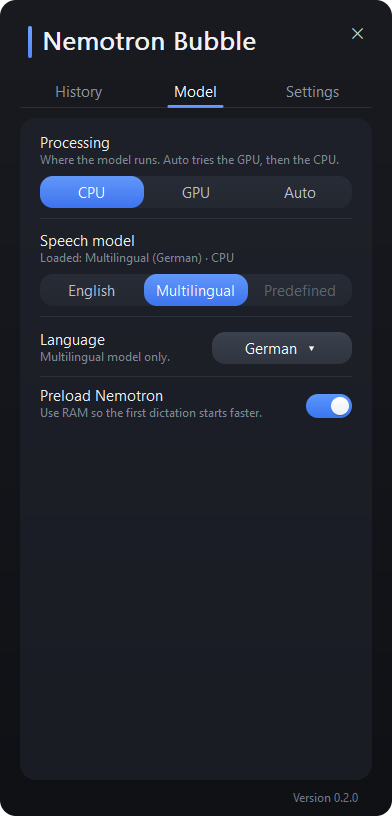 Nemotron Bubble
×
History
Model
Settings
Processing
Where the model runs. Auto tries the GPU, then the CPU.
CPU
GPU
Auto
Speech model
Loaded: Multilingual (German) · CPU
English
Multilingual
Predefined
Language
Multilingual model only.
German ▾
Preload Nemotron
Use RAM so the first dictation starts faster.
Version 0.2.0